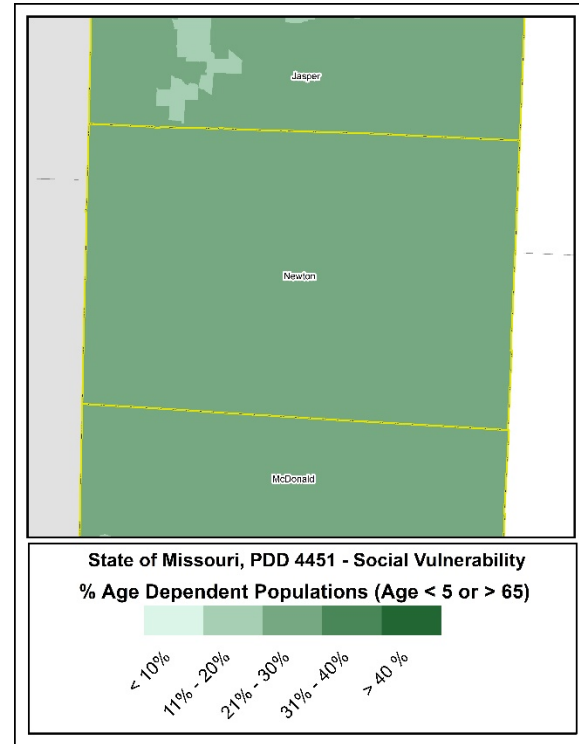 Jasper
Newton
McDonald
State of Missouri, PDD 4451 - Social Vulnerability
% Age Dependent Populations (Age < 5 or > 65)
< 10%
11% - 20%
21% - 30%
31% - 40%
> 40 %